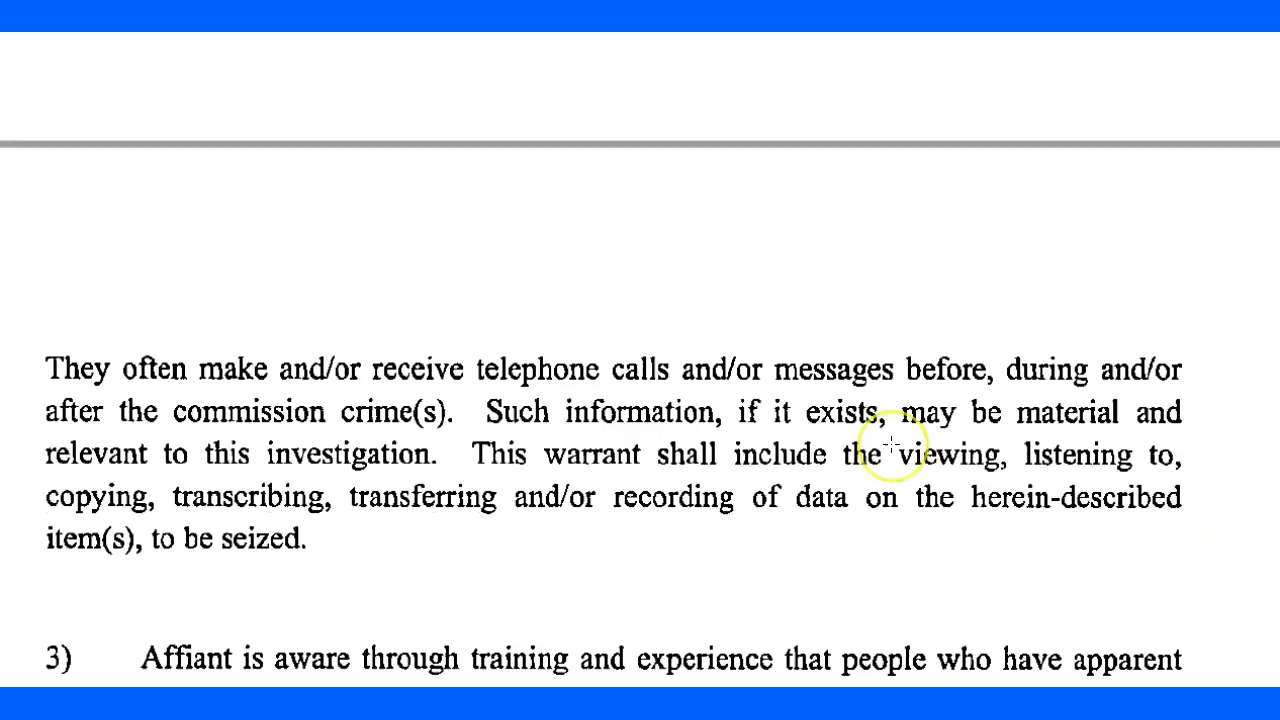 They often make and/or receive telephone calls and/or messages before, during and/or
after the commission crime(s). Such information, if it exists, may be material and
relevant to this investigation. This warrant shall include the viewing, listening to,
copying, transcribing, transferring and/or recording of data on the herein-described
item(s), to be seized.
3) Affiant is aware through training and experience that people who have apparent